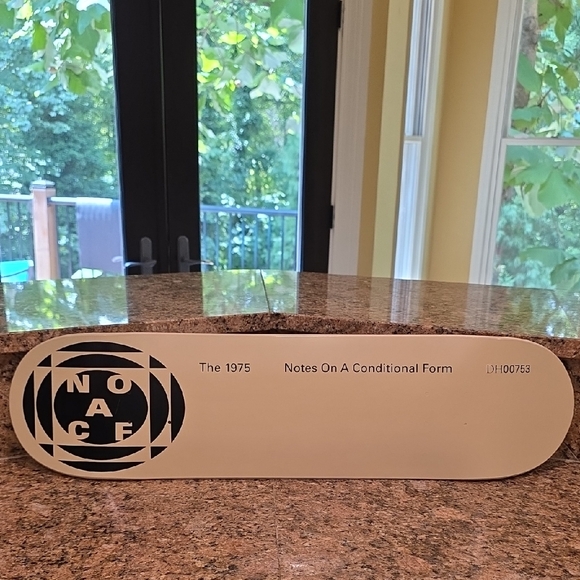 NO
A
CF
The 1975 Notes On A Conditional Form DH00753